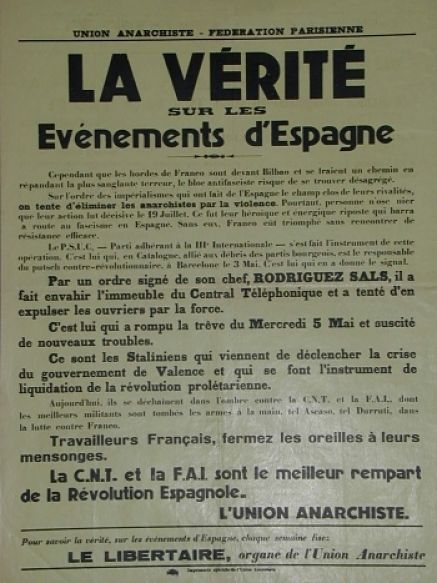 UNION ANARCHISTE - FEDERATION PARISIENNE
LA VÉRITÉ
SUR LES
Evénements d'Espagne
Cependant que les hordes de Franco sont devant Bilbao et se fraient un chemin en
répandant la plus sanglante terreur, le bloc antifasciste risque de se trouver désagrégé.
Sur l'ordre des impérialismes qui ont fait de l'Espagne le champ clos de leurs rivalités,
on tente d'éliminer les anarchistes par la violence. Pourtant, personne n'ose nier
que leur action fut décisive le 19 Juillet. Ce fut leur héroïque et énergique riposte qui barra
la route au fascisme en Espagne. Sans eux, Franco eût triomphé sans rencontrer de
résistance efficace.
Le P.S.U.C. — Parti adhérant à la IIIe Internationale — s'est fait l'instrument de cette
opération. C'est lui qui, en Catalogne, allié aux débris des partis bourgeois, est le responsable
du putsch contre-révolutionnaire, à Barcelone le 3 Mai. C'est lui qui en a donné le signal.
Par un ordre signé de son chef, RODRIGUEZ SALS, il a
fait envahir l'immeuble du Central Téléphonique et a tenté d'en
expulser les ouvriers par la force.
C'est lui qui a rompu la trêve du Mercredi 5 Mai et suscité
de nouveaux troubles.
Ce sont les Staliniens qui viennent de déclencher la crise
du gouvernement de Valence et qui se font l'instrument de
liquidation de la révolution prolétarienne.
Aujourd'hui, ils se déchaînent dans l'ombre contre la C.N.T. et la F.A.I., dont
les meilleurs militants sont tombés les armes à la main, tel Ascaso, tel Durruti, dans
la lutte contre Franco.
Travailleurs Français, fermez les oreilles à leurs
mensonges.
La C.N.T. et la F.A.I. sont le meilleur rempart
de la Révolution Espagnole.
L'UNION ANARCHISTE.
Pour savoir la vérité, sur les événements d'Espagne, chaque semaine lisez:
LE LIBERTAIRE, organe de l'Union Anarchiste